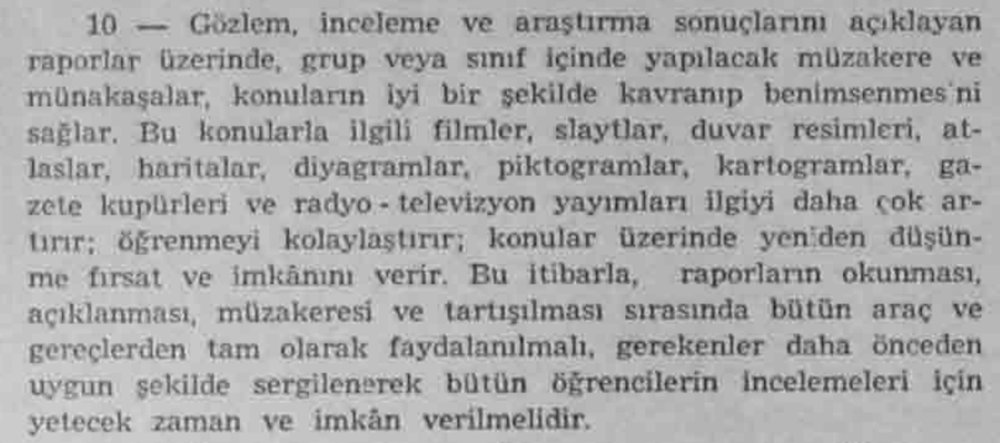 10 — Gözlem, inceleme ve araştırma sonuçlarını açıklayan
raporlar üzerinde, grup veya sınıf içinde yapılacak müzakere ve
münakaşalar, konuların iyi bir şekilde kavranıp benimsenmesini
sağlar. Bu konularla ilgili filmler, slaytlar, duvar resimleri, at-
laslar, haritalar, diyagramlar, piktogramlar, kartogramlar, ga-
zete kupürleri ve radyo - televizyon yayımları ilgiyi daha çok ar-
tırır; öğrenmeyi kolaylaştırır; konular üzerinde yeniden düşün-
me fırsat ve imkânını verir. Bu itibarla, raporların okunması,
açıklanması, müzakeresi ve tartışılması sırasında bütün araç ve
gereçlerden tam olarak faydalanılmalı, gerekenler daha önceden
uygun şekilde sergilenerek bütün öğrencilerin incelemeleri için
yetecek zaman ve imkân verilmelidir.